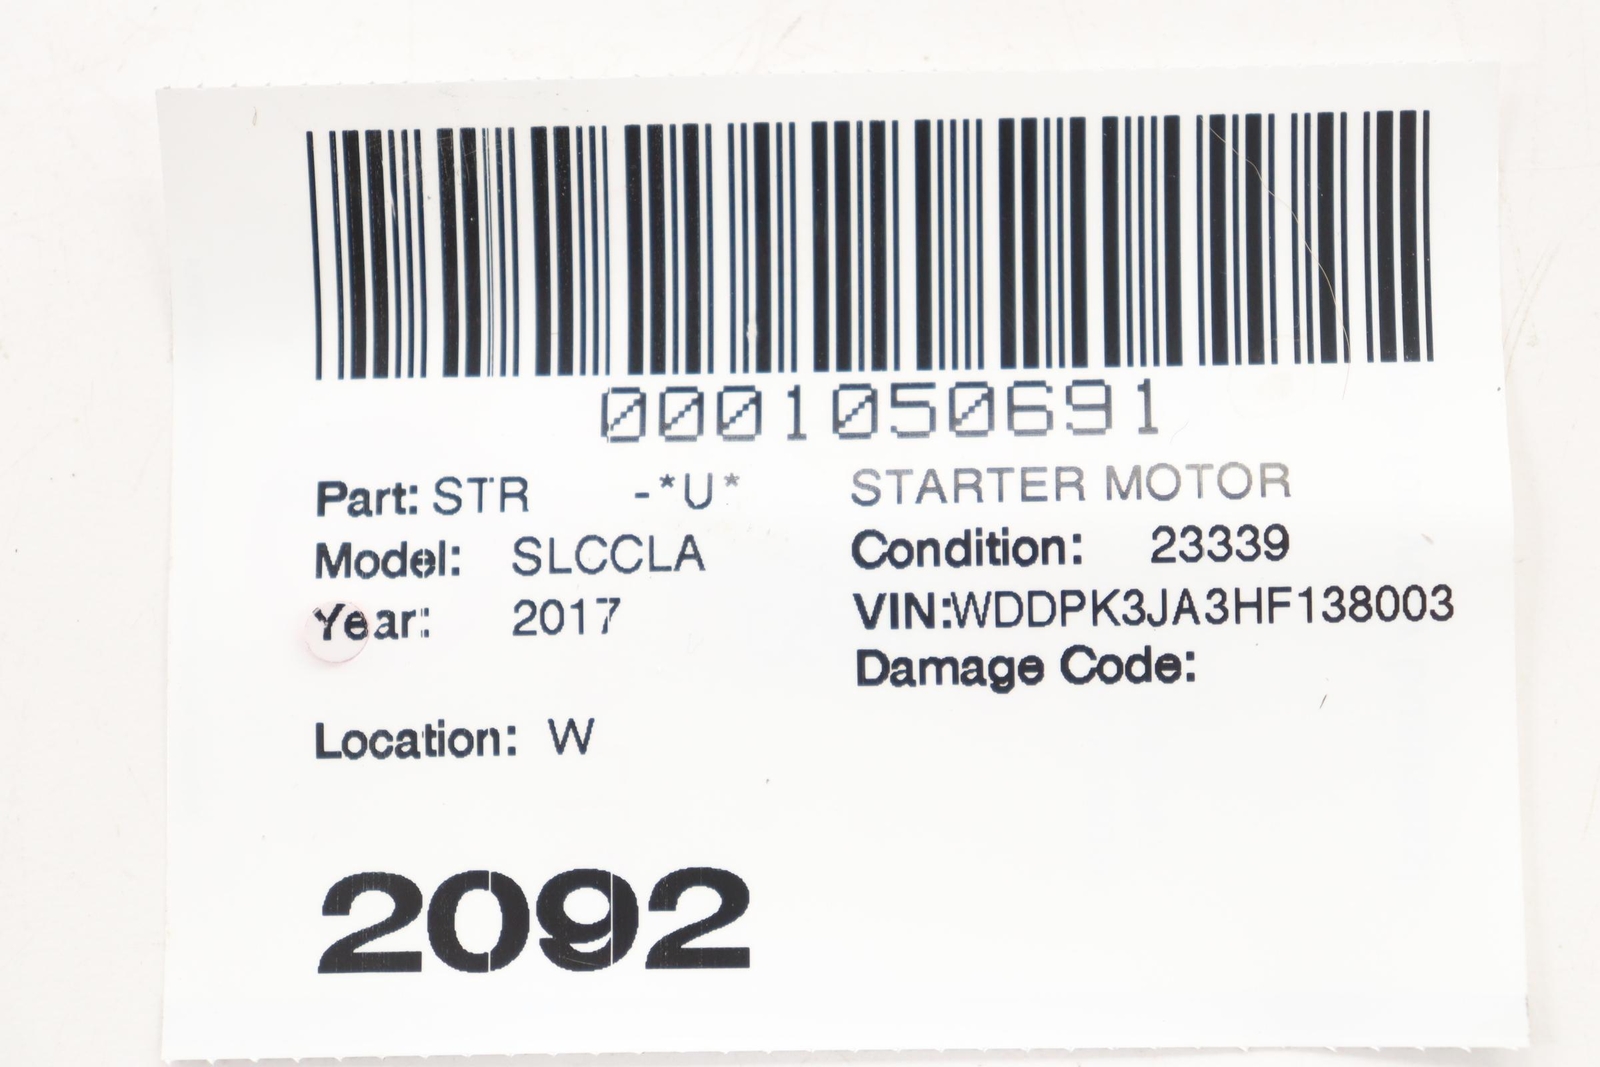 0001050691
Part: STR -*U* STARTER MOTOR
Model: SLCCLA Condition: 23339
Year: 2017 VIN:WDDPK3JA3HF138003
Damage Code:
Location: W
2092